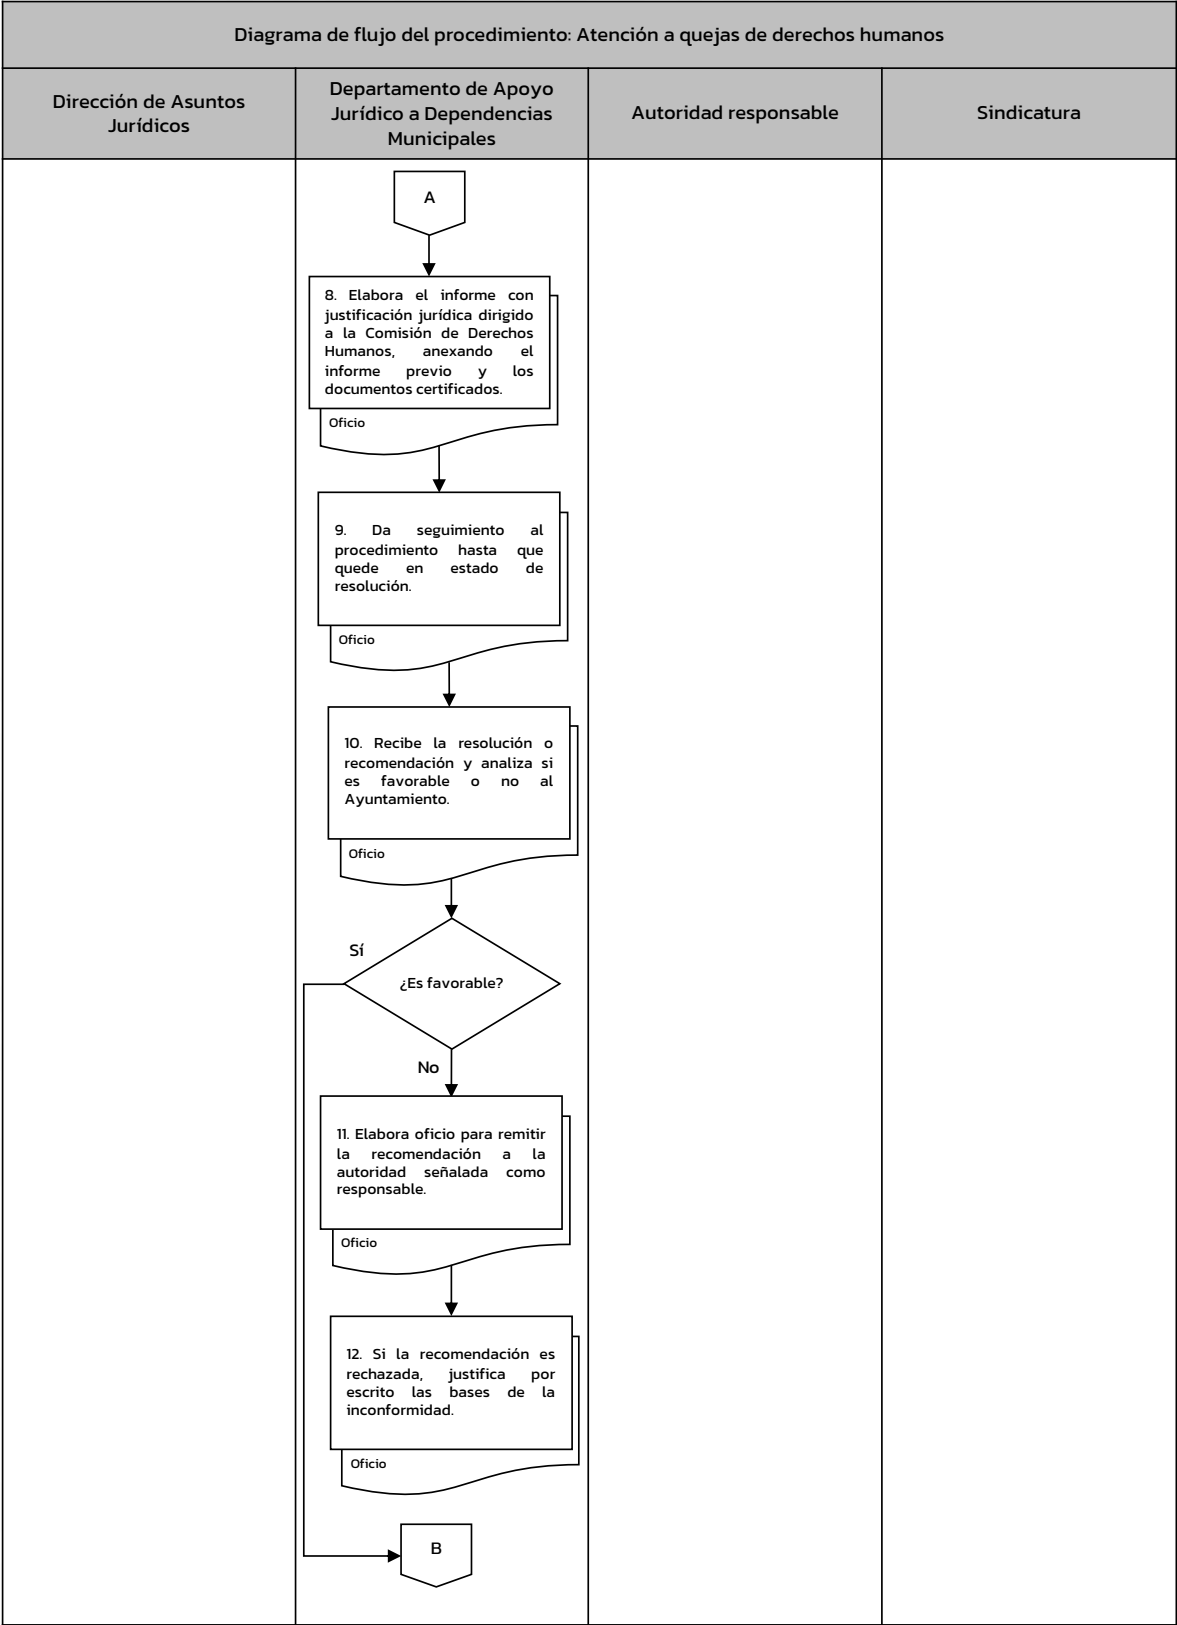 Diagrama de flujo del procedimiento: Atención a quejas de derechos humanos
Dirección de Asuntos
Jurídicos
Departamento de Apoyo
Jurídico a Dependencias
Municipales
Autoridad responsable
Sindicatura
A
8. Elabora el informe con
justificación jurídica dirigido
a la Comisión de Derechos
Humanos, anexando el
informe previo y los
documentos certificados.
Oficio
9. Da seguimiento al
procedimiento hasta que
quede en estado de
resolución.
Oficio
10. Recibe la resolución o
recomendación y analiza si
es favorable o no al
Ayuntamiento.
Oficio
Sí
¿Es favorable?
No
11. Elabora oficio para remitir
la recomendación a la
autoridad señalada como
responsable.
Oficio
12. Si la recomendación es
rechazada, justifica por
escrito las bases de la
inconformidad.
Oficio
B